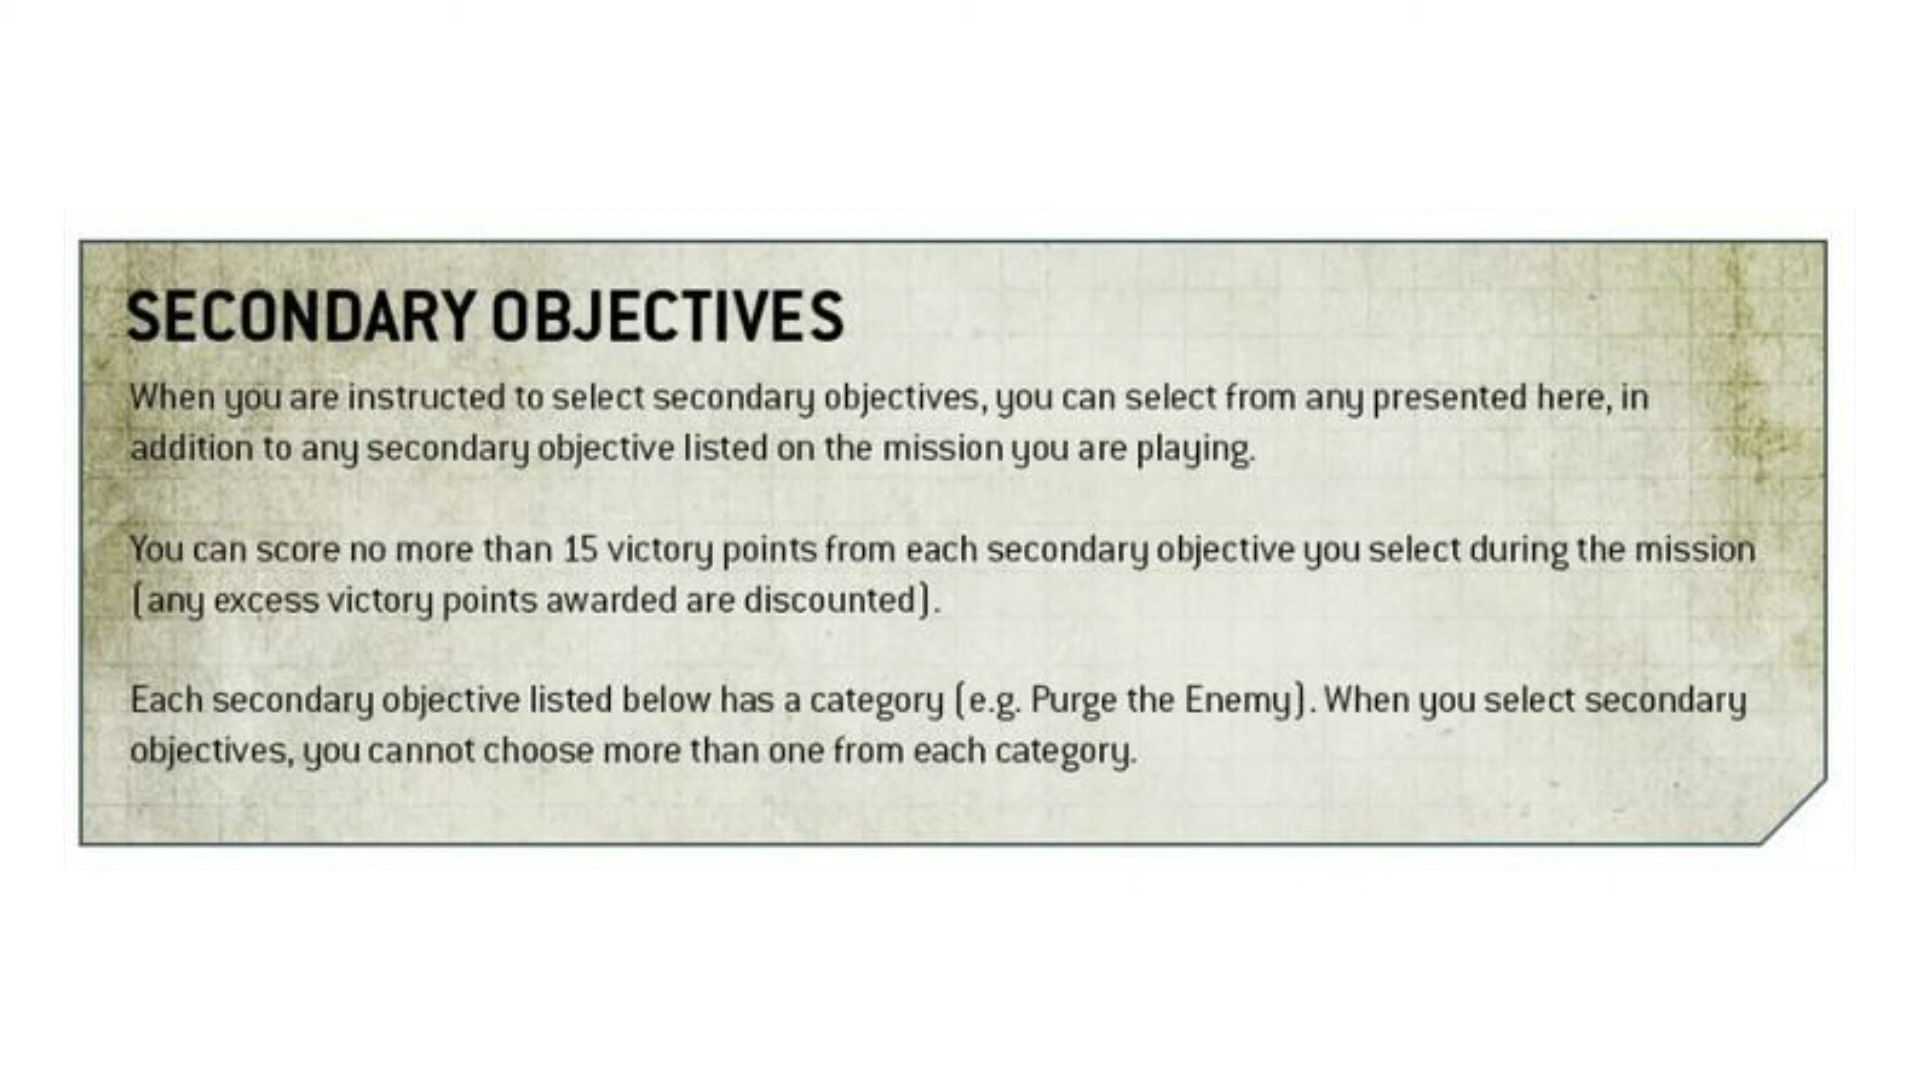 SECONDARY OBJECTIVES
When you are instructed to select secondary objectives, you can select from any presented here, in
addition to any secondary objective listed on the mission you are playing.
You can score no more than 15 victory points from each secondary objective you select during the mission
(any excess victory points awarded are discounted).
Each secondary objective listed below has a category (e.g. Purge the Enemy). When you select secondary
objectives, you cannot choose more than one from each category.